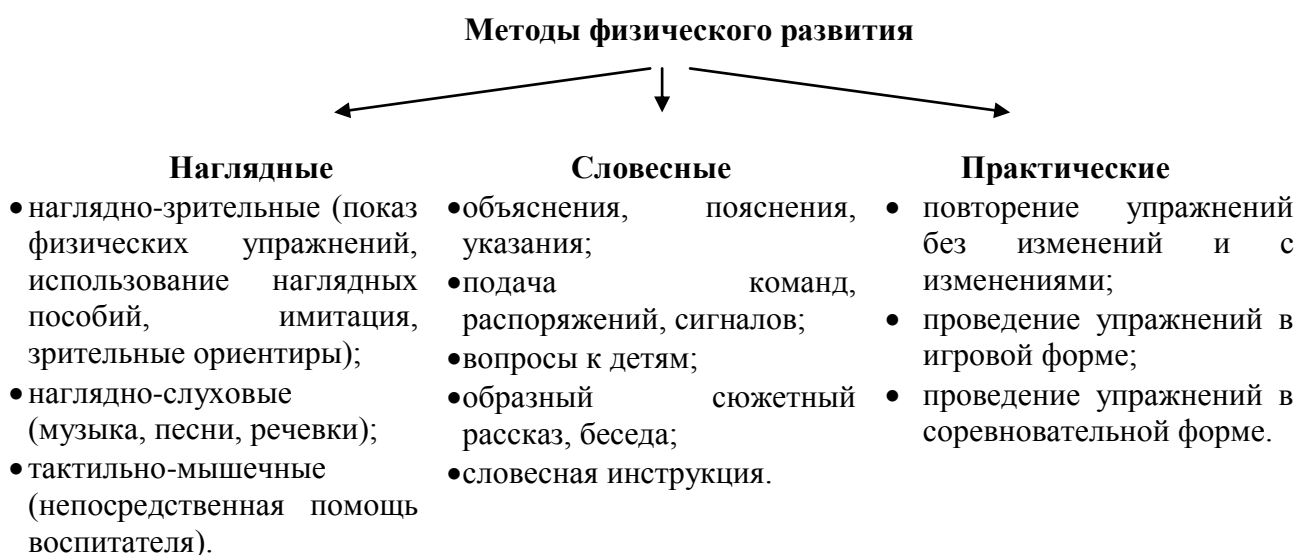 Методы физического развития
Наглядные
•наглядно-зрительные (показ
физических упражнений,
использование наглядных
пособий, имитация,
зрительные ориентиры);
•наглядно-слуховые
(музыка, песни, речевки);
•тактильно-мышечные
(непосредственная помощь
воспитателя).
Словесные
•объяснения, пояснения,
указания;
•подача команд,
распоряжений, сигналов;
•вопросы к детям;
•образный сюжетный
рассказ, беседа;
•словесная инструкция.
Практические
• повторение упражнений
без изменений и с
изменениями;
• проведение упражнений в
игровой форме;
• проведение упражнений в
соревновательной форме.